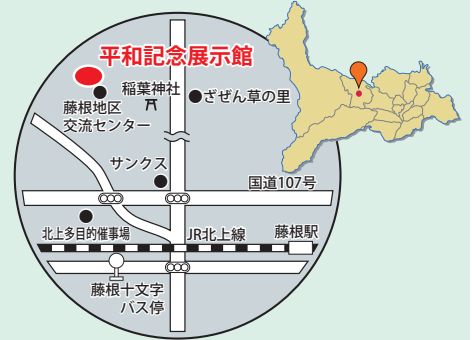 平和記念展示館
稲葉神社
ざぜん草の里
藤根地区
交流センター
サンクス
国道107号
北上多目的催事場
JR北上線
藤根駅
藤根十文字
バス停